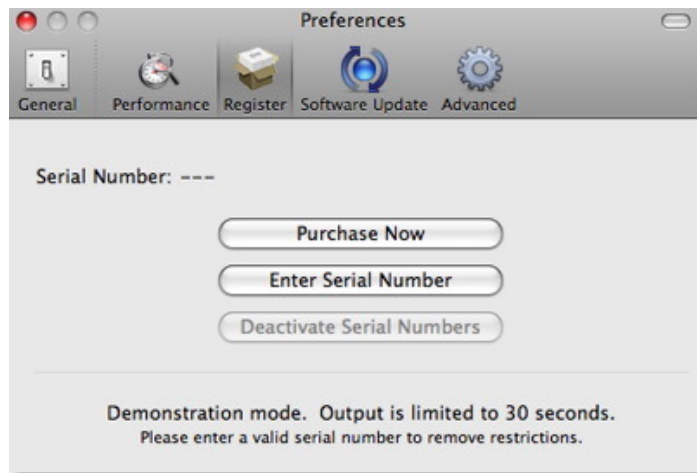 Preferences
General Performance Register Software Update Advanced
Serial Number: ---
Purchase Now
Enter Serial Number
Deactivate Serial Numbers
Demonstration mode. Output is limited to 30 seconds.
Please enter a valid serial number to remove restrictions.